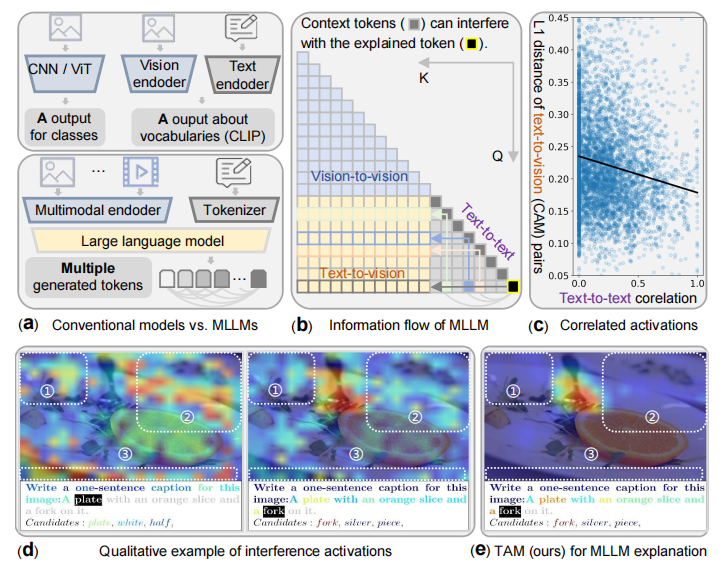 CNN / ViT
Vision
endoder
Text
endoder
A output
for classes
A ouput about
vocabularies (CLIP)
...
Multimodal endoder
Tokenizer
Large language model
Multiple
generated tokens
...
(a) Conventional models vs. MLLMs
Context tokens ( ) can interfere
with the explained token ( ).
K
Q
Vision-to-vision
Text-to-text
Text-to-vision
(b) Information flow of MLLM
L1 distance of text-to-vision (CAM) pairs
0.45
0.40
0.35
0.30
0.25
0.20
0.15
0.10
0.05
0.0
0.5
1.0
Text-to-text corelation
(c) Correlated activations
①
②
③
Write a one-sentence caption for this
image:A plate with an orange slice and
a fork on it.
Candidates : plate, white, half,
①
②
③
Write a one-sentence caption for this
image:A plate with an orange slice and
a fork on it.
Candidates : fork, silver, piece,
(d) Qualitative example of interference activations
①
②
③
Write a one-sentence caption for this
image:A plate with an orange slice and
a fork on it.
Candidates : fork, silver, piece,
(e) TAM (ours) for MLLM explanation